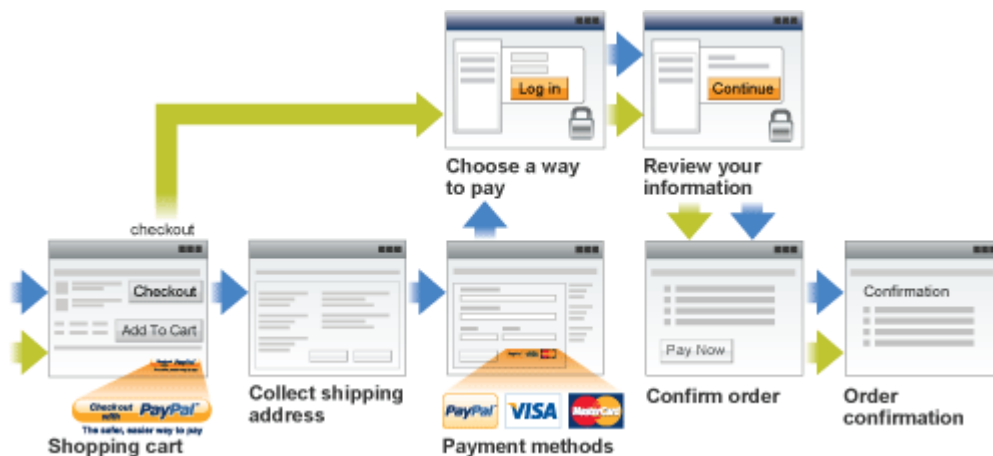 Log in
Continue
Choose a way
to pay
Review your
information
checkout
Checkout
Add To Cart
Checkout
with PayPal
The safer, easier way to pay
Shopping cart
Collect shipping
address
PayPal VISA MasterCard
Payment methods
Pay Now
Confirm order
Confirmation
Order
confirmation